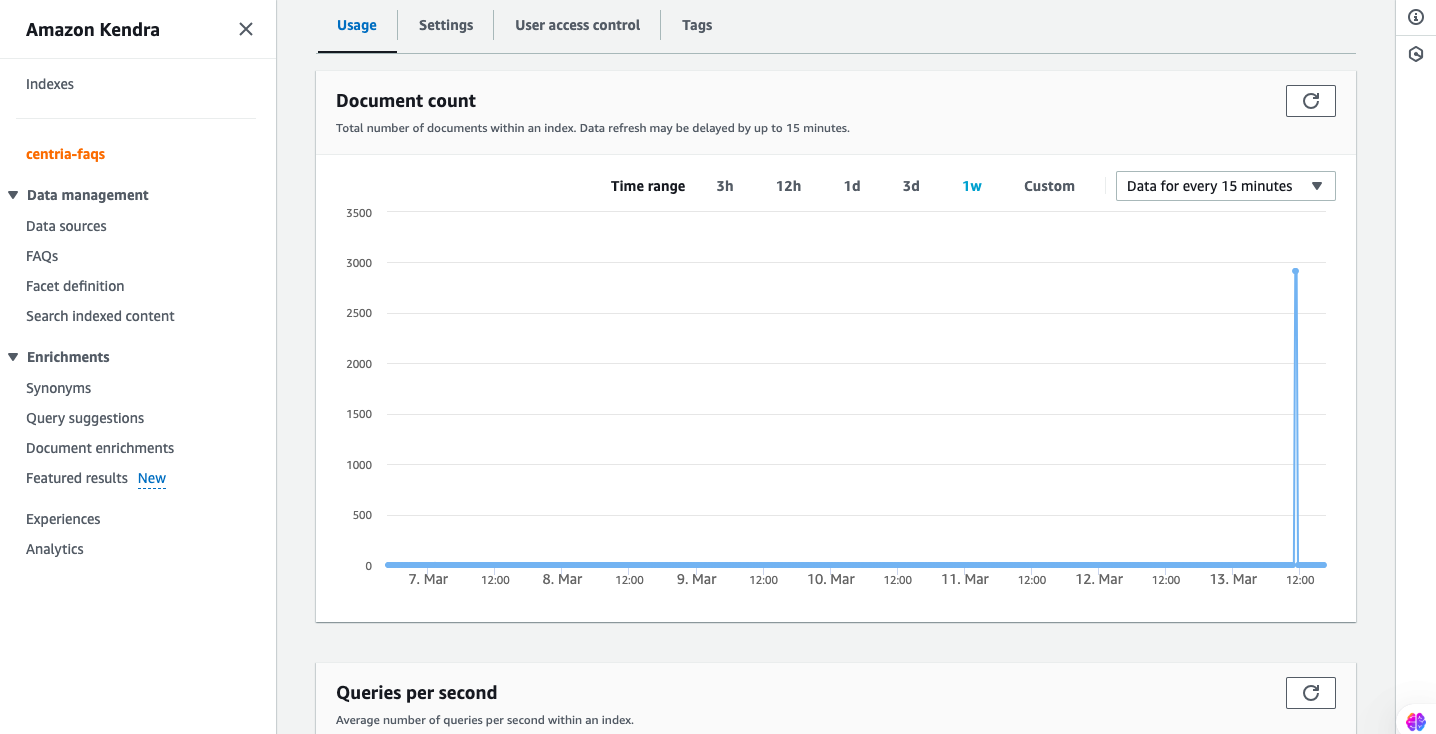 Amazon Kendra
Indexes
centria-faqs
Data management
Data sources
FAQs
Facet definition
Search indexed content
Enrichments
Synonyms
Query suggestions
Document enrichments
Featured results New
Experiences
Analytics
Usage Settings User access control Tags
Document count
Total number of documents within an index. Data refresh may be delayed by up to 15 minutes.
Time range 3h 12h 1d 3d 1w Custom Data for every 15 minutes
3500
3000
2500
2000
1500
1000
500
0
7. Mar 12:00 8. Mar 12:00 9. Mar 12:00 10. Mar 12:00 11. Mar 12:00 12. Mar 12:00 13. Mar 12:00
Queries per second
Average number of queries per second within an index.